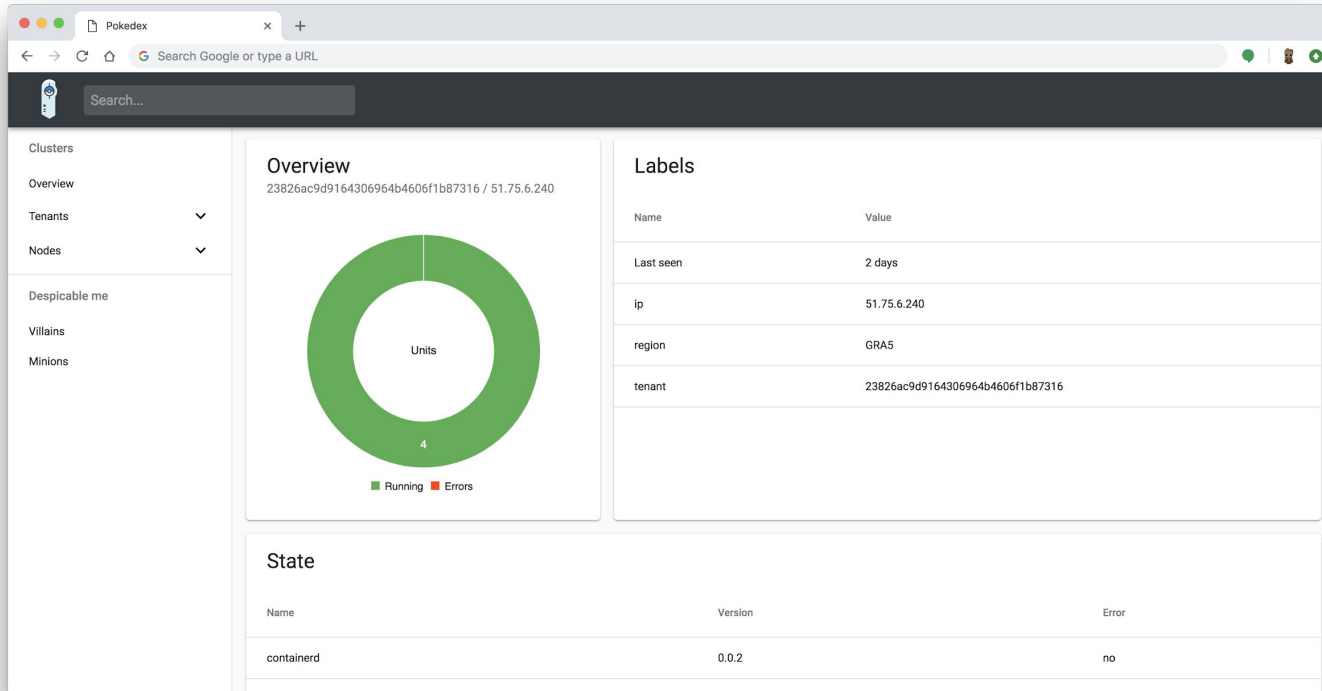 Pokedex
Search Google or type a URL
Search...
Clusters
Overview
Tenants
Nodes
Despicable me
Villains
Minions
Overview
23826ac9d9164306964b4606f1b87316 / 51.75.6.240
Units
4
Running Errors
Labels
Name Value
Last seen 2 days
ip 51.75.6.240
region GRA5
tenant 23826ac9d9164306964b4606f1b87316
State
Name Version Error
containerd 0.0.2 no